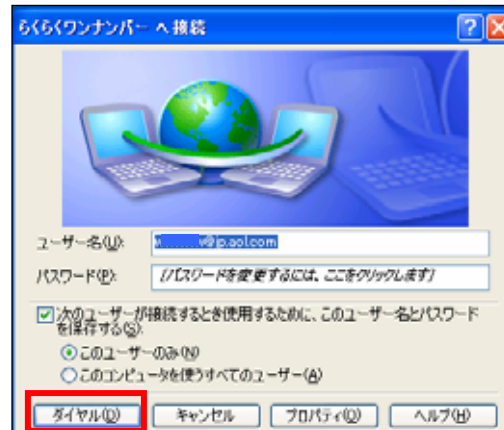 らくらくワンナンバー へ接続
ユーザー名(U):
@jp.aol.com
パスワード(P):
[パスワードを変更するには、ここをクリックします]
次のユーザーが接続するとき使用するために、このユーザー名とパスワード
を保存する(S):
このユーザーのみ(N)
このコンピュータを使うすべてのユーザー(A)
ダイヤル(D)
キャンセル
プロパティ(O)
ヘルプ(H)